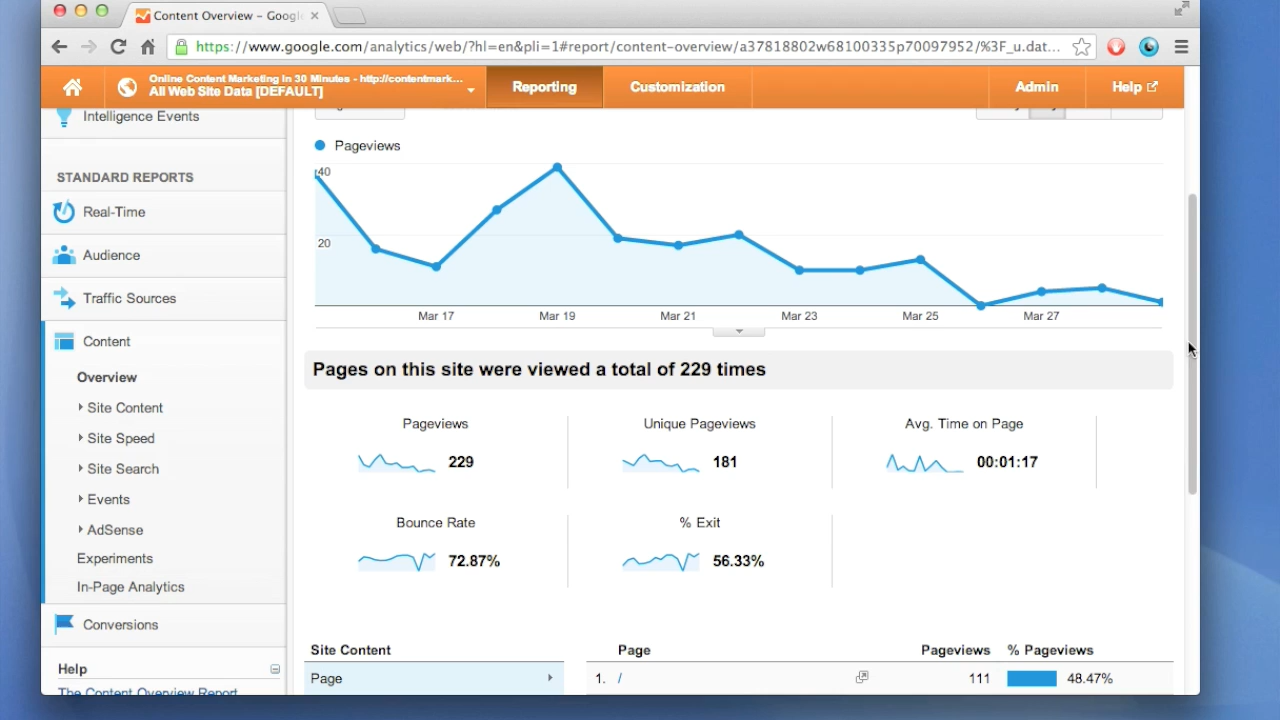 Content Overview – Googl
https://www.google.com/analytics/web/?hl=en&pli=1#report/content-overview/a37818802w68100335p70097952/%3F_u.dat...
Online Content Marketing In 30 Minutes - http://contentmark...
All Web Site Data [DEFAULT]
Reporting
Customization
Admin
Help
Intelligence Events
STANDARD REPORTS
Real-Time
Audience
Traffic Sources
Content
Overview
Site Content
Site Speed
Site Search
Events
AdSense
Experiments
In-Page Analytics
Conversions
Help
The Content Overview Report
Pageviews
40
20
Mar 17 Mar 19 Mar 21 Mar 23 Mar 25 Mar 27
Pages on this site were viewed a total of 229 times
Pageviews
229
Unique Pageviews
181
Avg. Time on Page
00:01:17
Bounce Rate
72.87%
% Exit
56.33%
Site Content
Page
Page Pageviews % Pageviews
1. / 111 48.47%